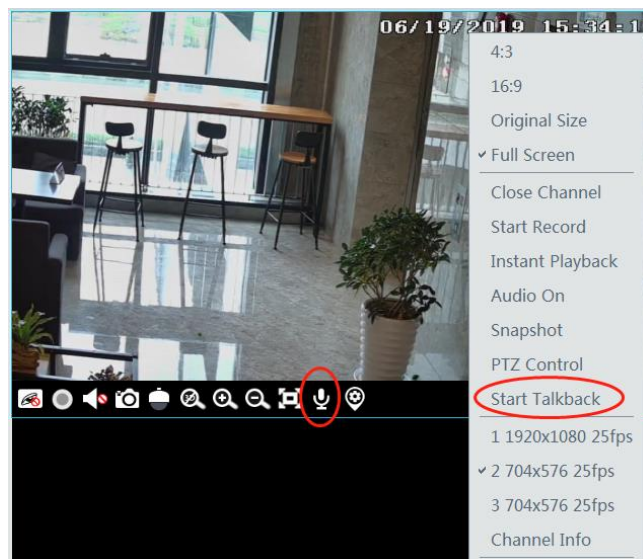 06/19/2019 15:34:1
4:3
16:9
Original Size
Full Screen
Close Channel
Start Record
Instant Playback
Audio On
Snapshot
PTZ Control
Start Talkback
1 1920x1080 25fps
2 704x576 25fps
3 704x576 25fps
Channel Info